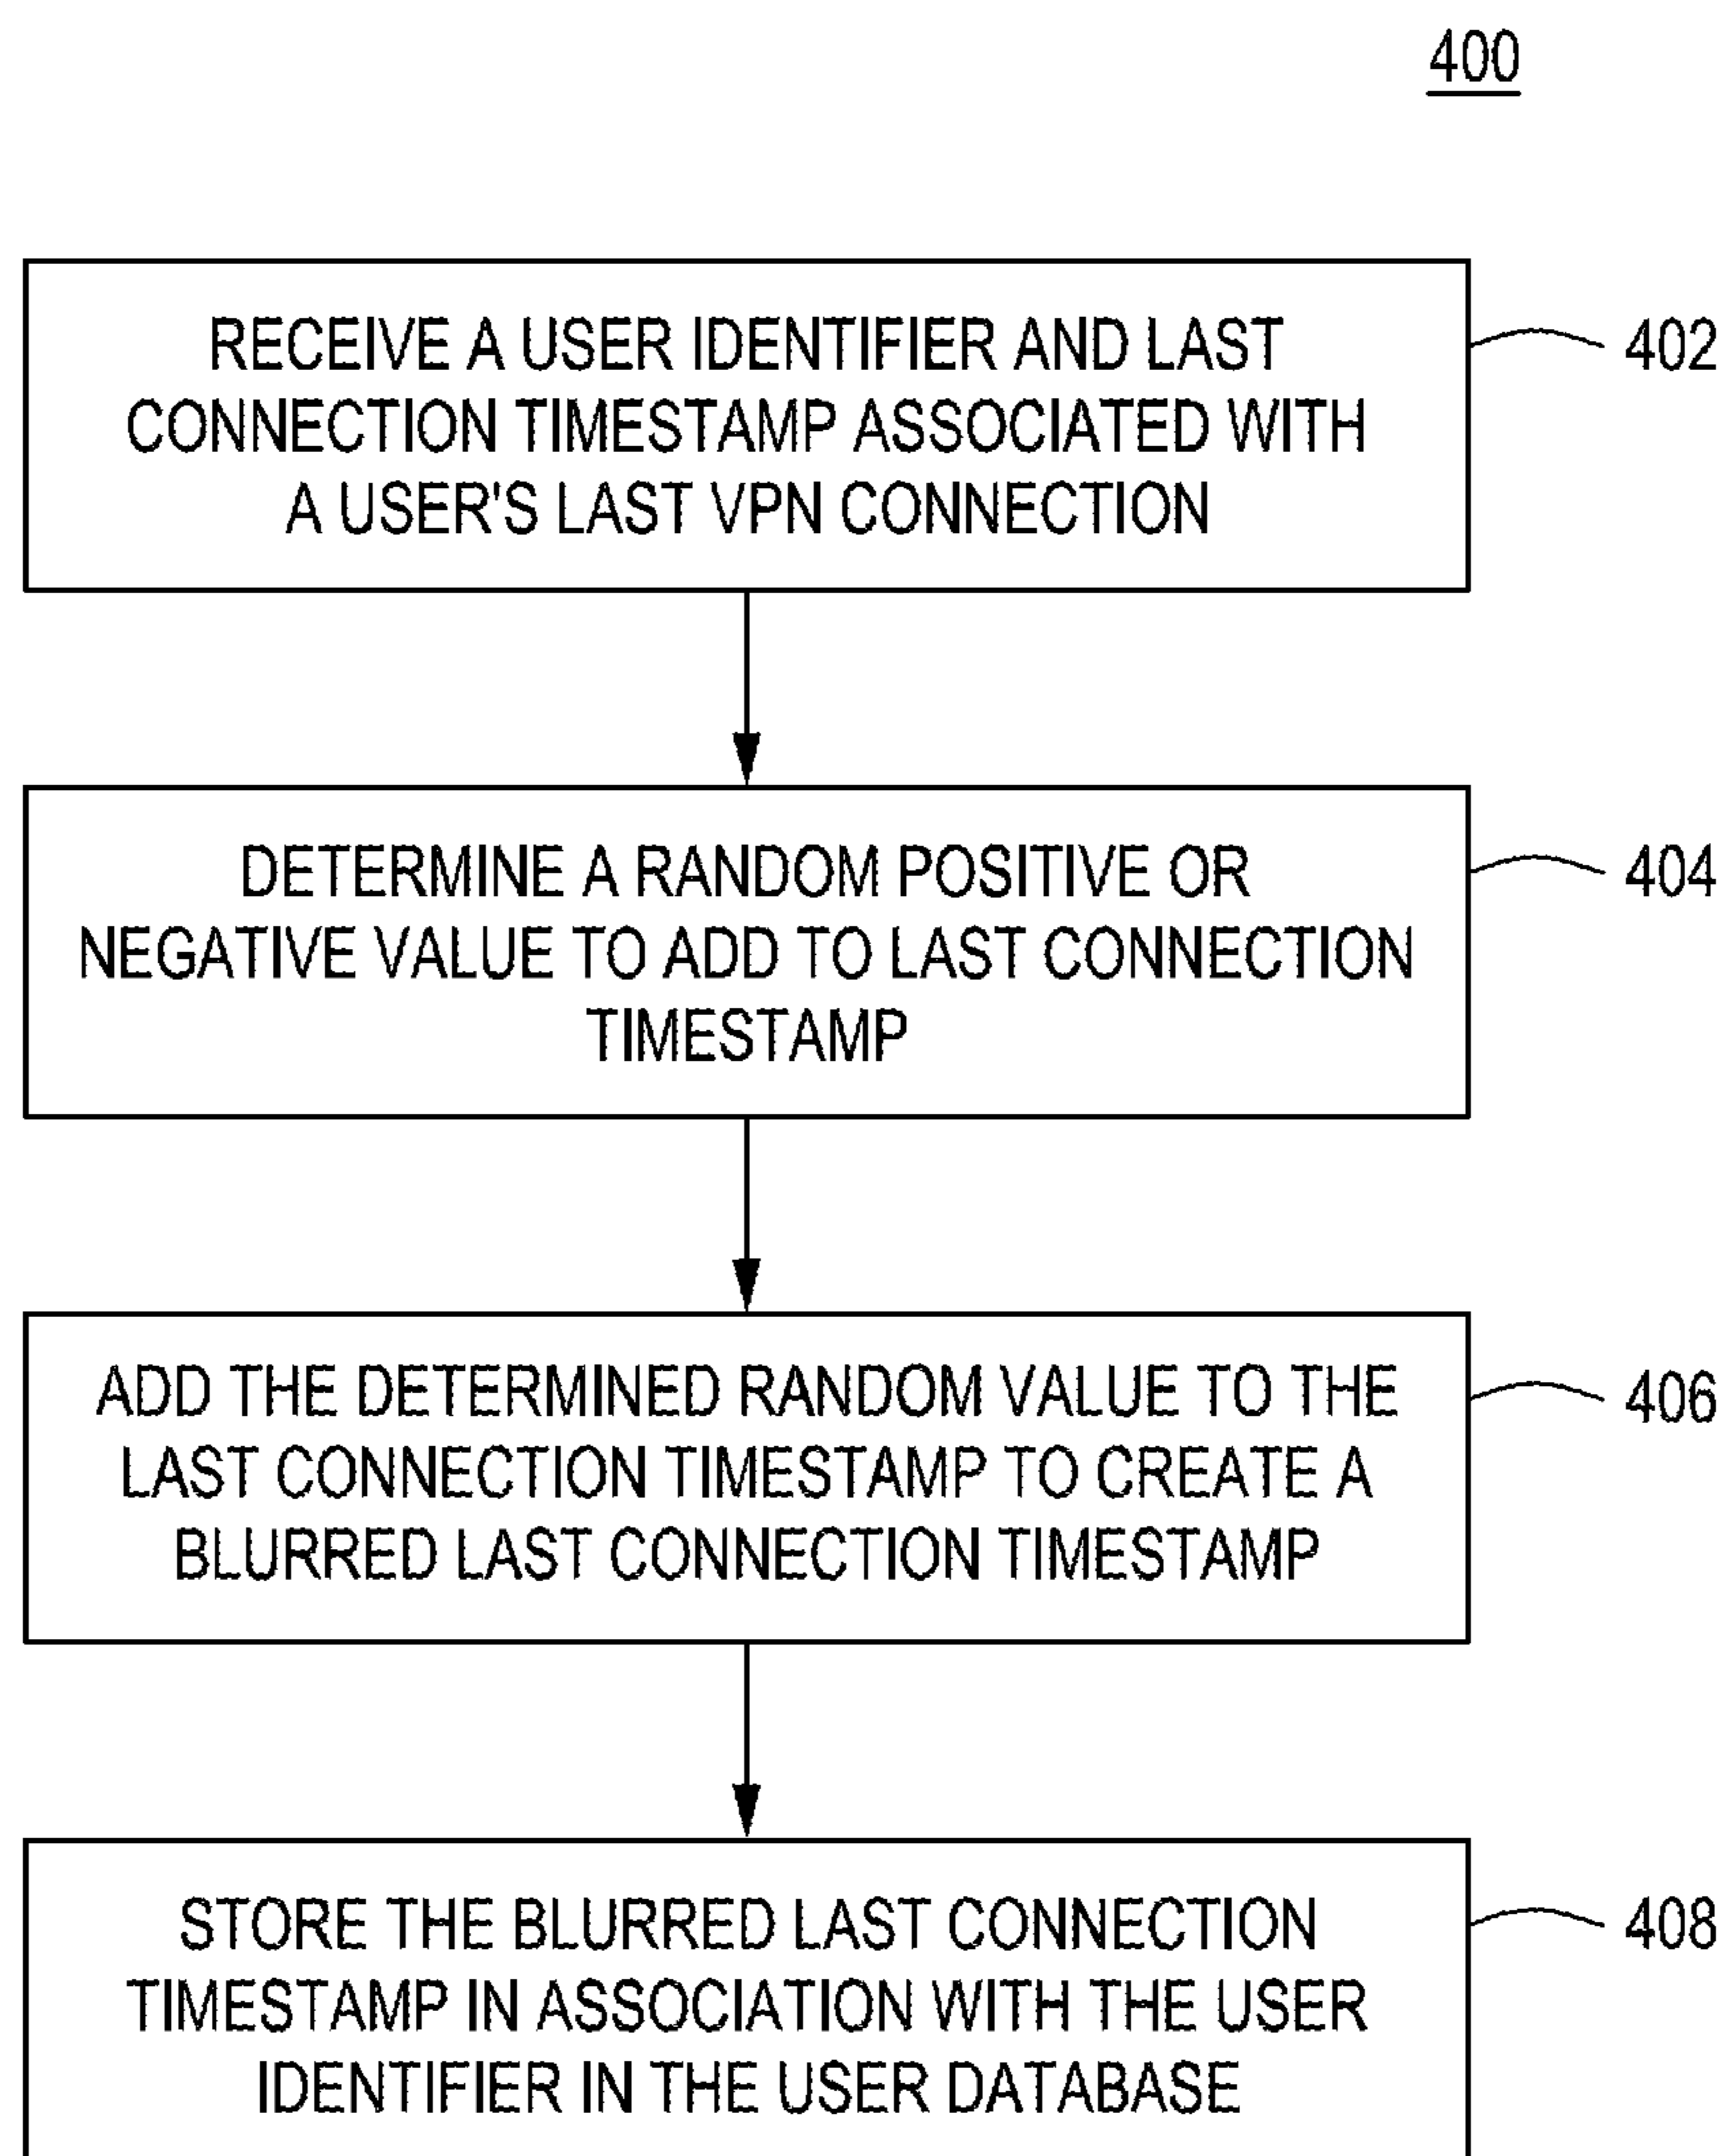 400
RECEIVE A USER IDENTIFIER AND LAST
CONNECTION TIMESTAMP ASSOCIATED WITH
A USER'S LAST VPN CONNECTION
402
DETERMINE A RANDOM POSITIVE OR
NEGATIVE VALUE TO ADD TO LAST CONNECTION
TIMESTAMP
404
ADD THE DETERMINED RANDOM VALUE TO THE
LAST CONNECTION TIMESTAMP TO CREATE A
BLURRED LAST CONNECTION TIMESTAMP
406
STORE THE BLURRED LAST CONNECTION
TIMESTAMP IN ASSOCIATION WITH THE USER
IDENTIFIER IN THE USER DATABASE
408